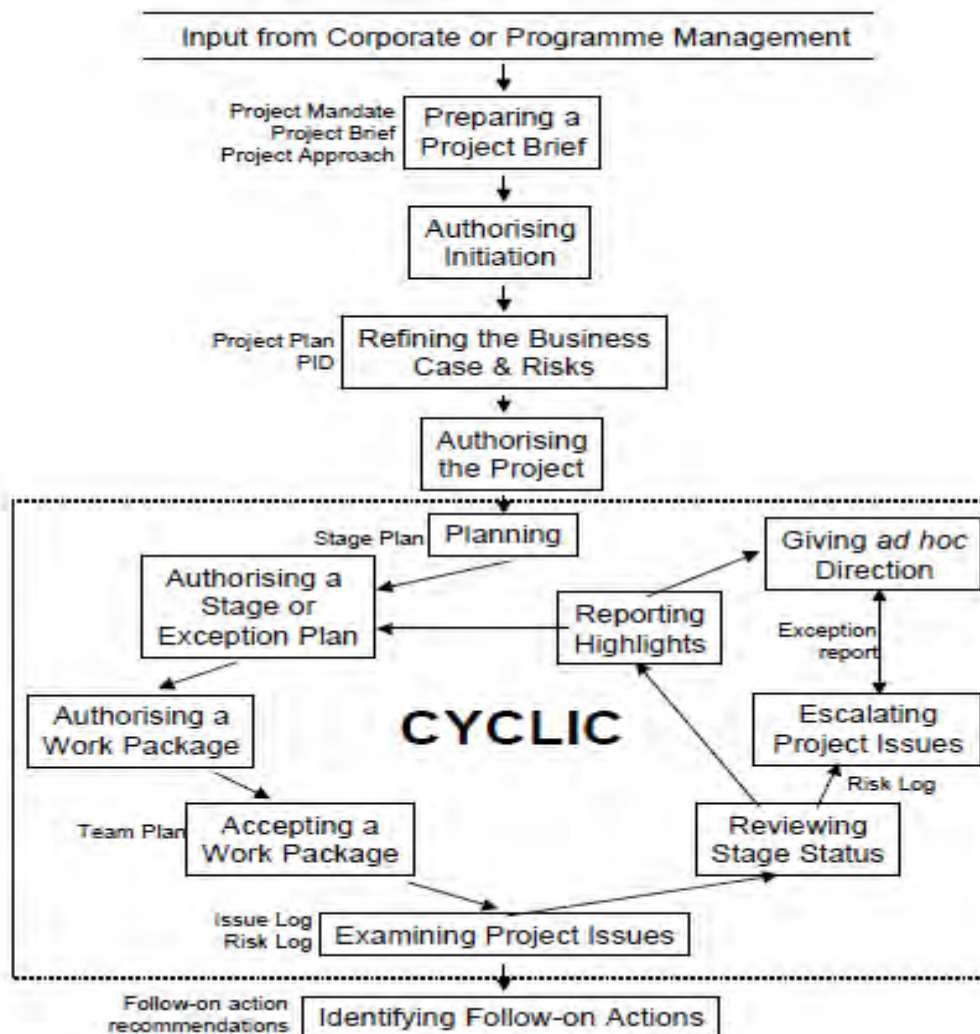 Input from Corporate or Programme Management
Project Mandate
Project Brief
Project Approach
Preparing a
Project Brief
Authorising
Initiation
Project Plan
PID
Refining the Business
Case & Risks
Authorising
the Project
Stage Plan
Planning
Giving ad hoc
Direction
Authorising a
Stage or
Exception Plan
Reporting
Highlights
Exception
report
Authorising a
Work Package
CYCLIC
Escalating
Project Issues
Risk Log
Team Plan
Accepting a
Work Package
Reviewing
Stage Status
Issue Log
Risk Log
Examining Project Issues
Follow-on action
recommendations
Identifying Follow-on Actions